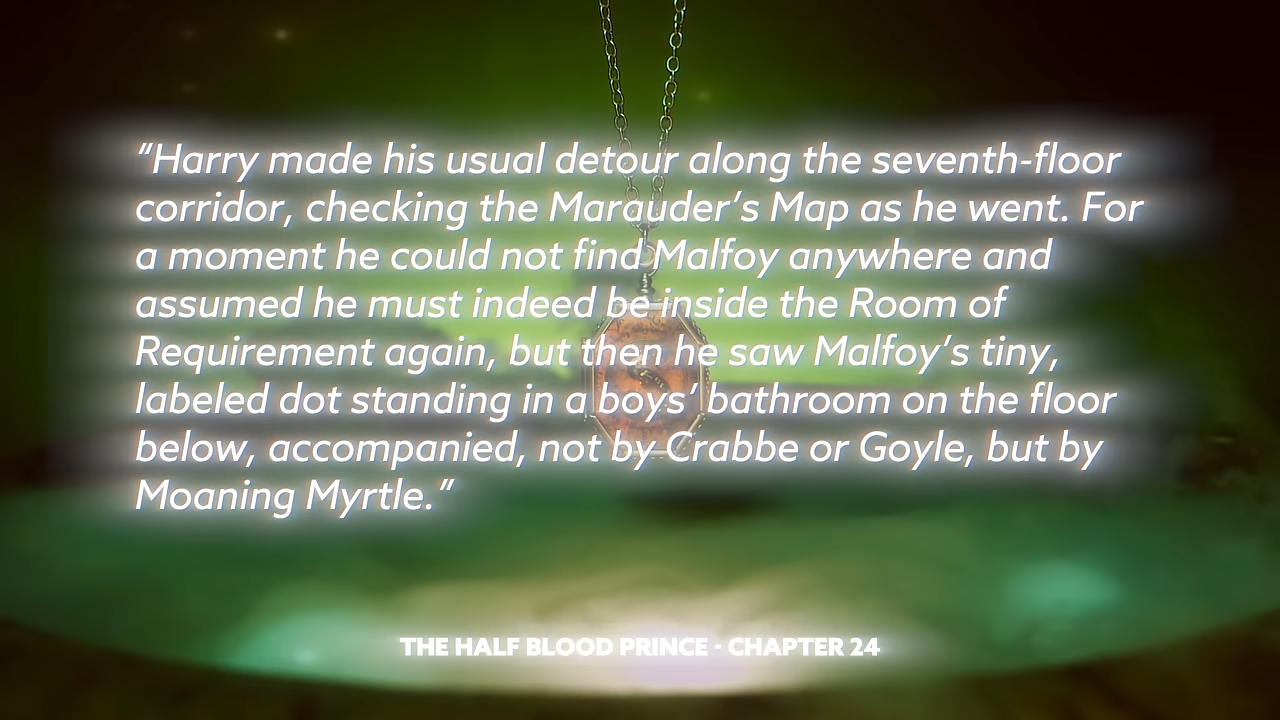 “Harry made his usual detour along the seventh-floor
corridor, checking the Marauder’s Map as he went. For
a moment he could not find Malfoy anywhere and
assumed he must indeed be inside the Room of
Requirement again, but then he saw Malfoy’s tiny,
labeled dot standing in a boys’ bathroom on the floor
below, accompanied, not by Crabbe or Goyle, but by
Moaning Myrtle.”
THE HALF BLOOD PRINCE - CHAPTER 24